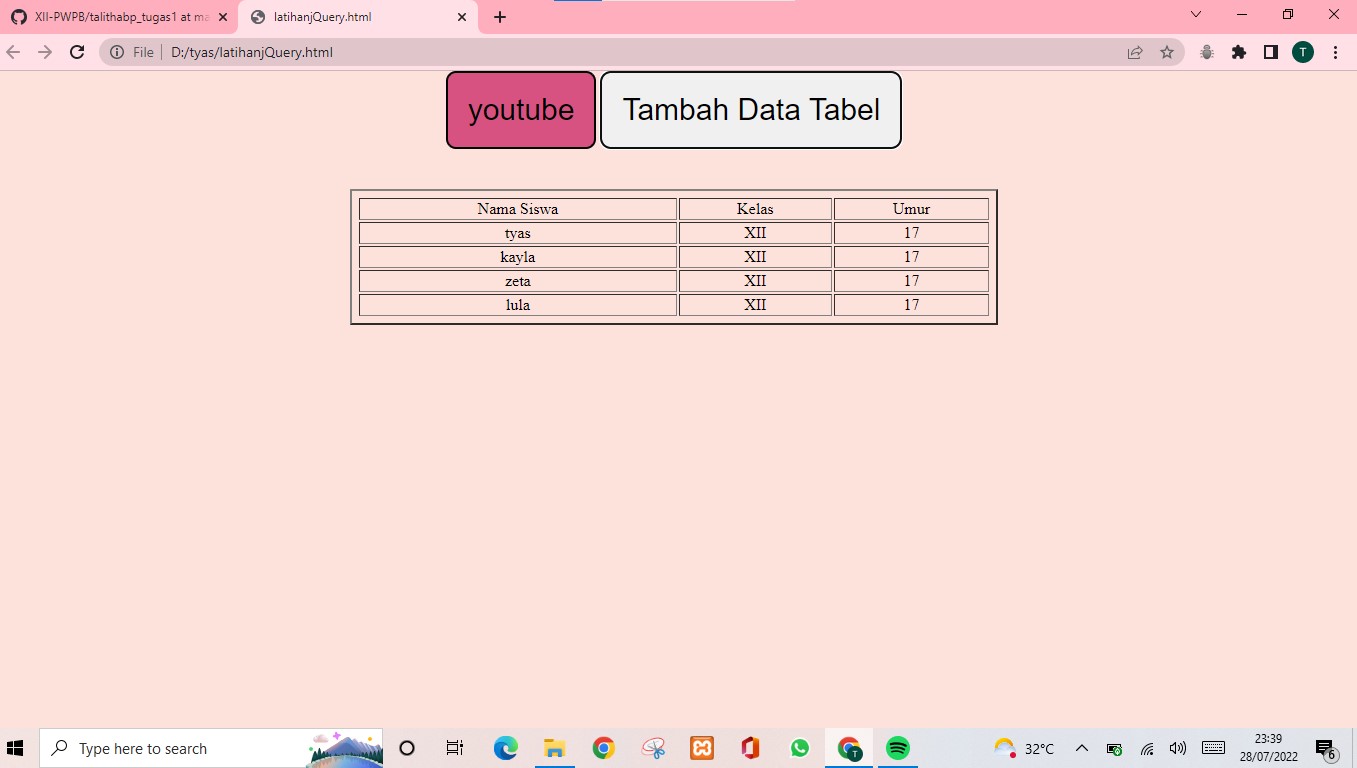 XII-PWPB/talithabp_tugas1 at ma
latihanjQuery.html
File
D:/tyas/latihanjQuery.html
T
youtube
Tambah Data Tabel
Nama Siswa Kelas Umur
tyas XII 17
kayla XII 17
zeta XII 17
lula XII 17
Type here to search
T
32°C
23:39
28/07/2022
6